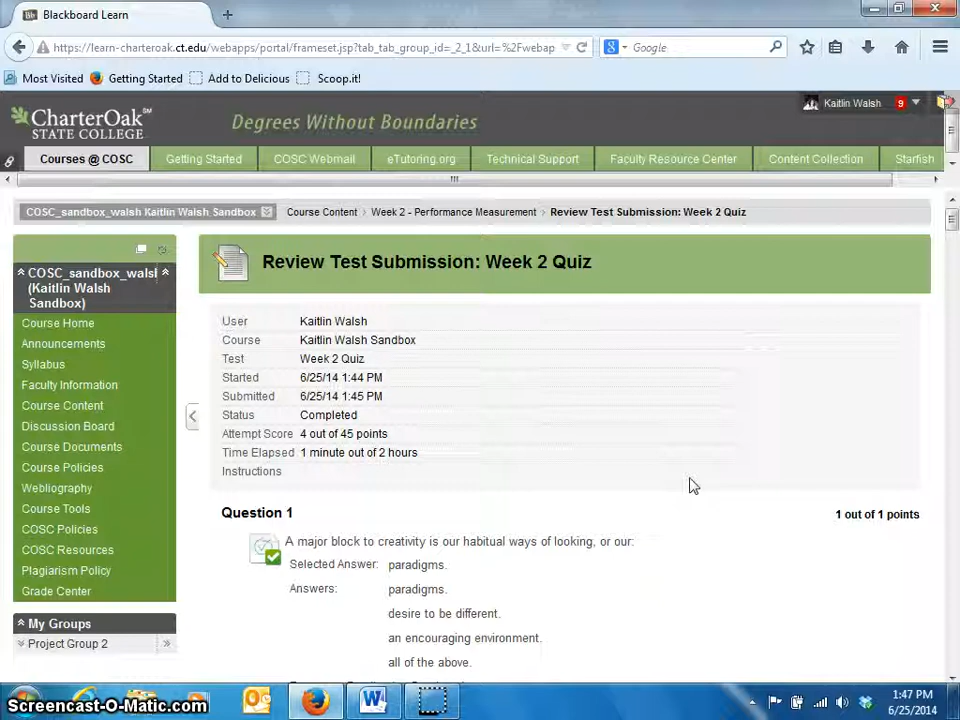 Blackboard Learn
https://learn-charteroak.ct.edu/webapps/portal/frameset.jsp?tab_tab_group_id=_2_1&url=%2Fwebap
Google
Most Visited Getting Started Add to Delicious Scoop.it!
CharterOak
STATE COLLEGE
SM
Degrees Without Boundaries
Kaitlin Walsh 9
Courses @ COSC Getting Started COSC Webmail eTutoring.org Technical Support Faculty Resource Center Content Collection Starfish
COSC_sandbox_walsh Kaitlin Walsh Sandbox Course Content Week 2 - Performance Measurement Review Test Submission: Week 2 Quiz
COSC_sandbox_walsh
(Kaitlin Walsh
Sandbox)
Course Home
Announcements
Syllabus
Faculty Information
Course Content
Discussion Board
Course Documents
Course Policies
Webliography
Course Tools
COSC Policies
COSC Resources
Plagiarism Policy
Grade Center
My Groups
Project Group 2
Review Test Submission: Week 2 Quiz
User Kaitlin Walsh
Course Kaitlin Walsh Sandbox
Test Week 2 Quiz
Started 6/25/14 1:44 PM
Submitted 6/25/14 1:45 PM
Status Completed
Attempt Score 4 out of 45 points
Time Elapsed 1 minute out of 2 hours
Instructions
Question 1
1 out of 1 points
A major block to creativity is our habitual ways of looking, or our:
Selected Answer: paradigms.
Answers: paradigms.
desire to be different.
an encouraging environment.
all of the above.
Screencast-O-Matic.com
1:47 PM
6/25/2014